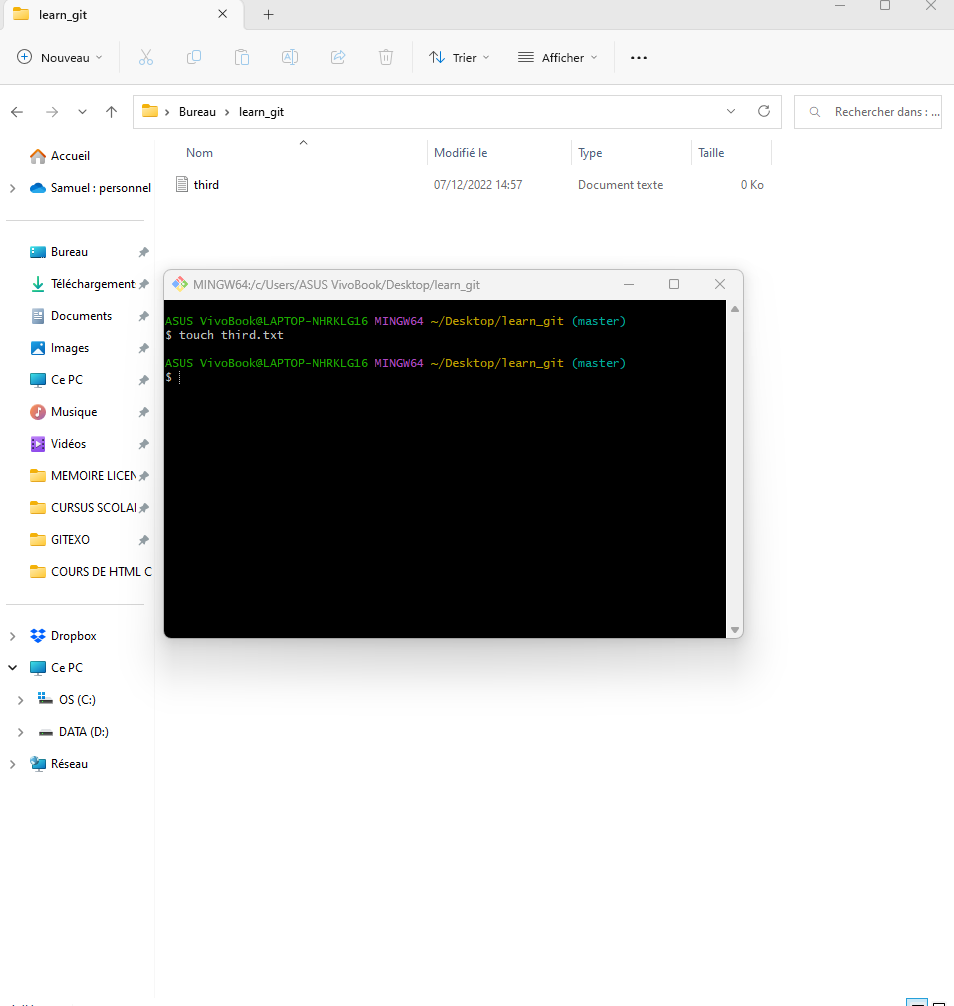 learn_git
Nouveau
Trier
Afficher
Bureau
learn_git
Rechercher dans : ...
Nom
Modifié le
Type
Taille
third
07/12/2022 14:57
Document texte
0 Ko
Accueil
Samuel : personnel
Bureau
Téléchargement
Documents
Images
Ce PC
Musique
Vidéos
MEMOIRE LICEN
CURSUS SCOLAI
GITEXO
COURS DE HTML C
Dropbox
Ce PC
OS (C:)
DATA (D:)
Réseau
MINGW64:/c/Users/ASUS VivoBook/Desktop/learn_git
ASUS VivoBook@LAPTOP-NHRKLG16 MINGW64 ~/Desktop/learn_git (master)
$ touch third.txt
ASUS VivoBook@LAPTOP-NHRKLG16 MINGW64 ~/Desktop/learn_git (master)
$